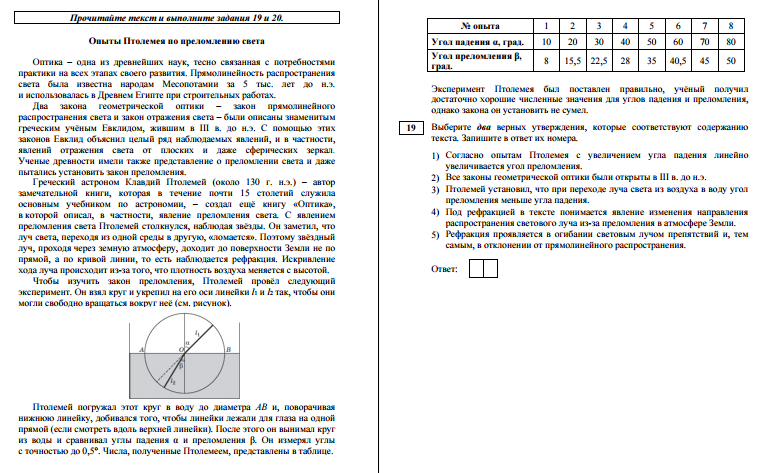 Прочитайте текст и выполните задания 19 и 20.
Опыты Птолемея по преломлению света
Оптика – одна из древнейших наук, тесно связанная с потребностями
практики на всех этапах своего развития. Прямолинейность распространения
света была известна народам Месопотамии за 5 тыс. лет до н.э.
и использовалась в Древнем Египте при строительных работах.
Два закона геометрической оптики – закон прямолинейного
распространения света и закон отражения света – были описаны знаменитым
греческим учёным Евклидом, жившим в III в. до н.э. С помощью этих
законов Евклид объяснил целый ряд наблюдаемых явлений, и в частности,
явлений отражения света от плоских и даже сферических зеркал.
Ученые древности имели также представление о преломлении света и даже
пытались установить закон преломления.
Греческий астроном Клавдий Птолемей (около 130 г. н.э.) – автор
замечательной книги, которая в течение почти 15 столетий служила
основным учебником по астрономии, – создал ещё книгу «Оптика»,
в которой описал, в частности, явление преломления света. С явлением
преломления света Птолемей столкнулся, наблюдая звёзды. Он заметил, что
луч света, переходя из одной среды в другую, «ломается». Поэтому звёздный
луч, проходя через земную атмосферу, доходит до поверхности Земли не по
прямой, а по кривой линии, то есть наблюдается рефракция. Искривление
хода луча происходит из-за того, что плотность воздуха меняется с высотой.
Чтобы изучить закон преломления, Птолемей провёл следующий
эксперимент. Он взял круг и укрепил на его оси линейки l₁ и l₂ так, чтобы они
могли свободно вращаться вокруг неё (см. рисунок).
l₁
α
A O B
β
l₂
Птолемей погружал этот круг в воду до диаметра AB и, поворачивая
нижнюю линейку, добивался того, чтобы линейки лежали для глаза на одной
прямой (если смотреть вдоль верхней линейки). После этого он вынимал круг
из воды и сравнивал углы падения α и преломления β. Он измерял углы
с точностью до 0,5°. Числа, полученные Птолемеем, представлены в таблице.
№ опыта 1 2 3 4 5 6 7 8
Угол падения α, град. 10 20 30 40 50 60 70 80
Угол преломления β, 8 15,5 22,5 28 35 40,5 45 50
град.
Эксперимент Птолемея был поставлен правильно, учёный получил
достаточно хорошие численные значения для углов падения и преломления,
однако закона он установить не сумел.
19 Выберите два верных утверждения, которые соответствуют содержанию
текста. Запишите в ответ их номера.
1) Согласно опытам Птолемея с увеличением угла падения линейно
увеличивается угол преломления.
2) Все законы геометрической оптики были открыты в III в. до н.э.
3) Птолемей установил, что при переходе луча света из воздуха в воду угол
преломления меньше угла падения.
4) Под рефракцией в тексте понимается явление изменения направления
распространения светового луча из-за преломления в атмосфере Земли.
5) Рефракция проявляется в огибании световым лучом препятствий и, тем
самым, в отклонении от прямолинейного распространения.
Ответ: